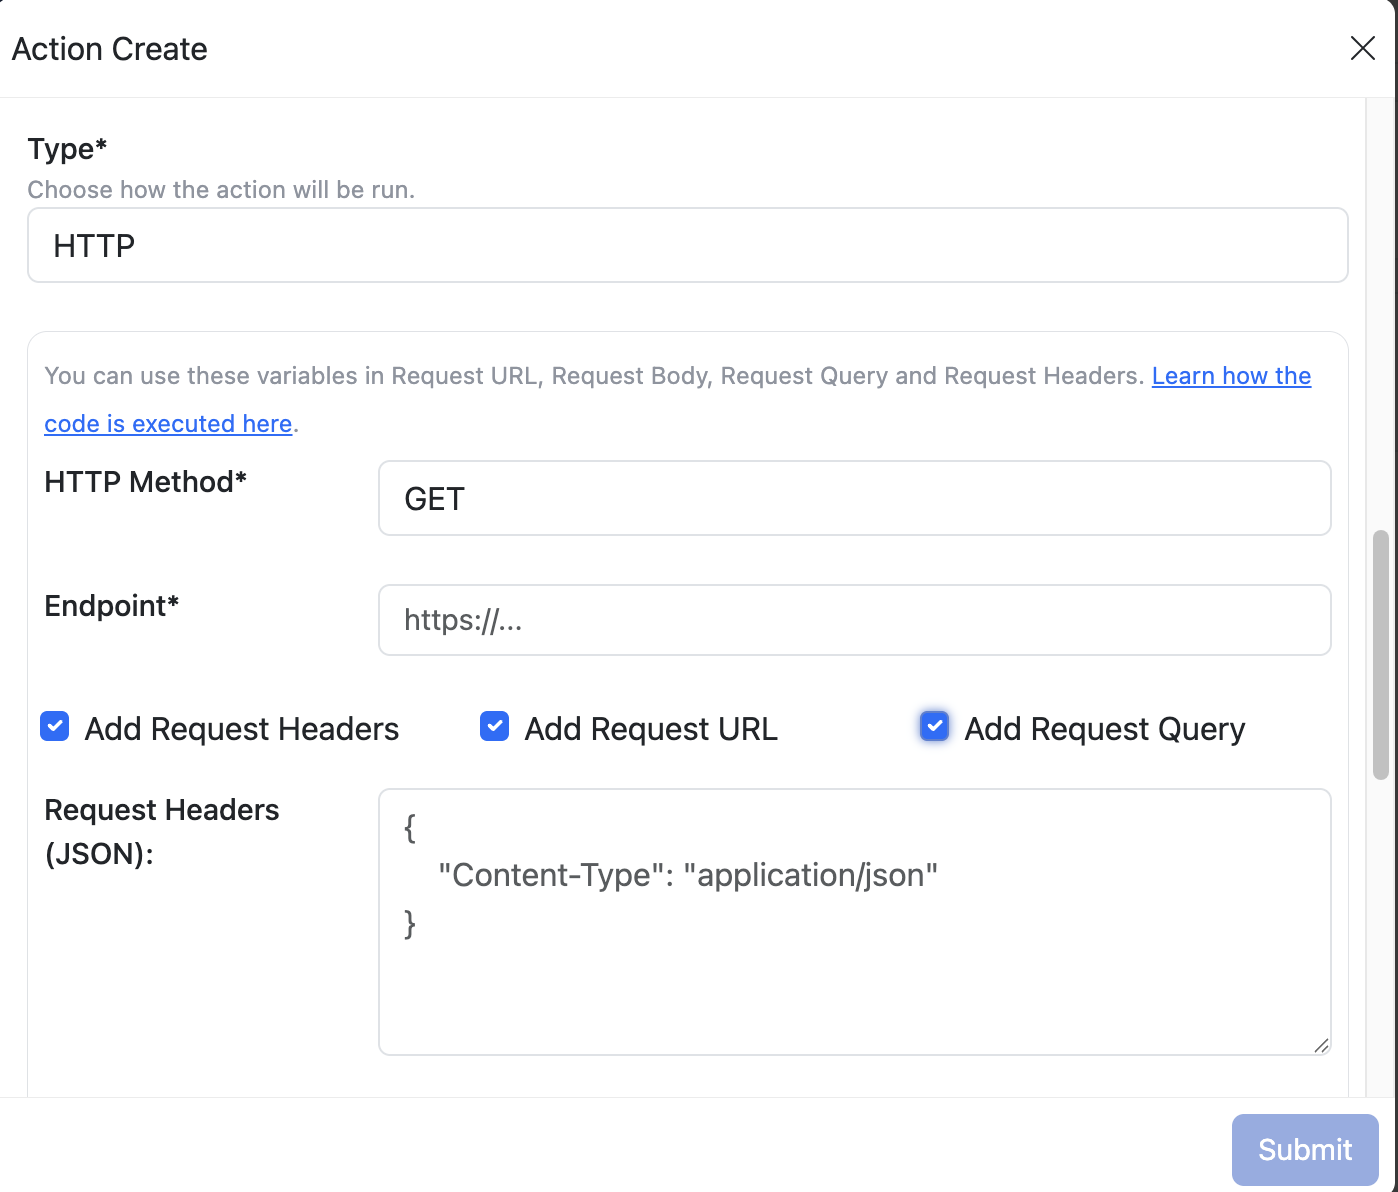 Action Create
Type*
Choose how the action will be run.
HTTP
You can use these variables in Request URL, Request Body, Request Query and Request Headers. Learn how the
code is executed here.
HTTP Method*
GET
Endpoint*
https://...
Add Request Headers
Add Request URL
Add Request Query
Request Headers
(JSON):
{
"Content-Type": "application/json"
}
Submit